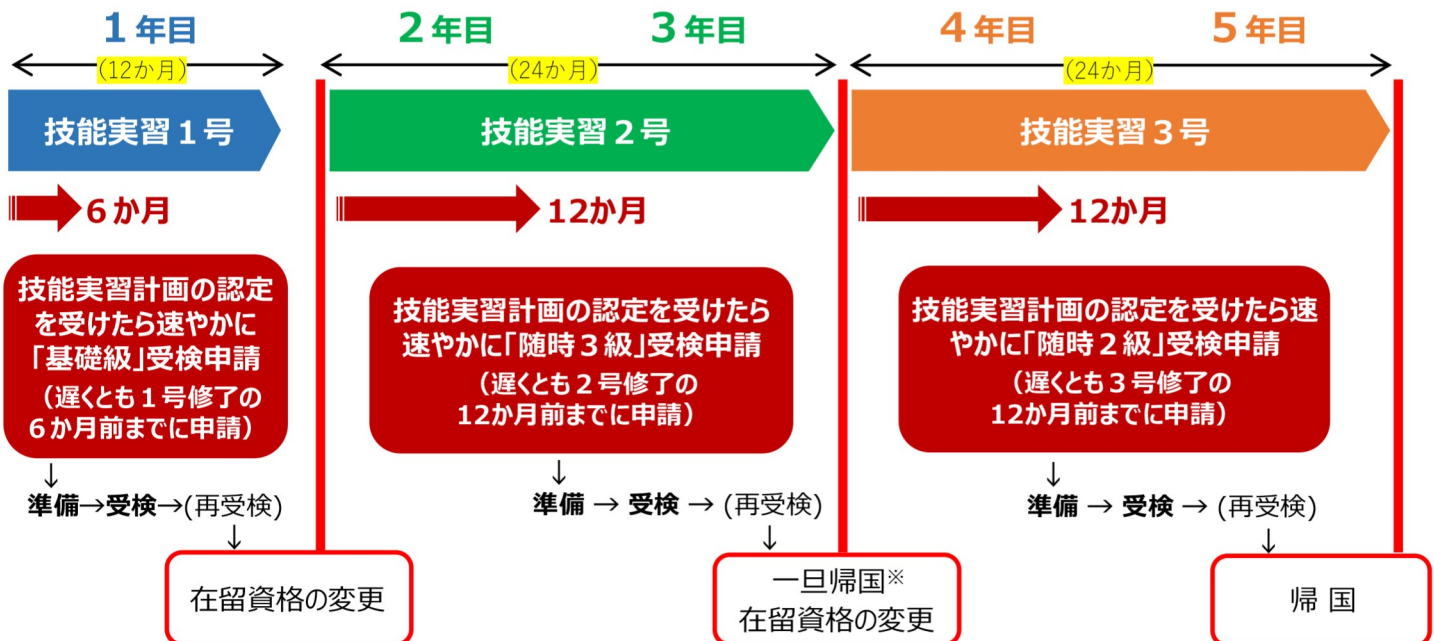 1年目
2年目
3年目
4年目
5年目
(12か月)
(24か月)
(24か月)
技能実習1号
技能実習2号
技能実習3号
6か月
12か月
12か月
技能実習計画の認定
を受けたら速やかに
「基礎級」受検申請
（遅くとも1号修了の
6か月前までに申請）
技能実習計画の認定を受けたら
速やかに「随時3級」受検申請
（遅くとも2号修了の
12か月前までに申請）
技能実習計画の認定を受けたら速
やかに「随時2級」受検申請
（遅くとも3号修了の
12か月前までに申請）
↓
準備→受検→(再受検)
↓
在留資格の変更
↓
準備 → 受検 → (再受検)
↓
一旦帰国※
在留資格の変更
↓
準備 → 受検 → (再受検)
↓
帰 国